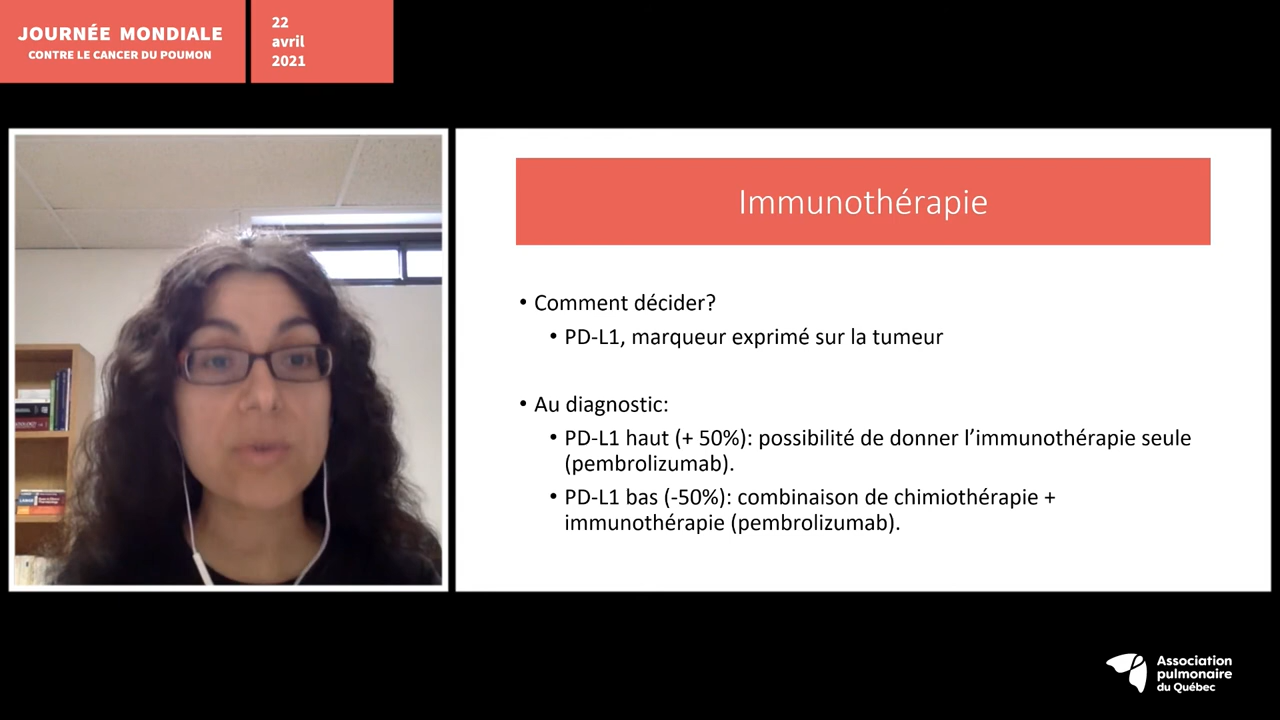 JOURNÉE MONDIALE
CONTRE LE CANCER DU POUMON
22
avril
2021
Immunothérapie
• Comment décider?
• PD-L1, marqueur exprimé sur la tumeur
• Au diagnostic:
• PD-L1 haut (+ 50%): possibilité de donner l’immunothérapie seule
(pembrolizumab).
• PD-L1 bas (-50%): combinaison de chimiothérapie +
immunothérapie (pembrolizumab).
Association
pulmonaire
du Québec